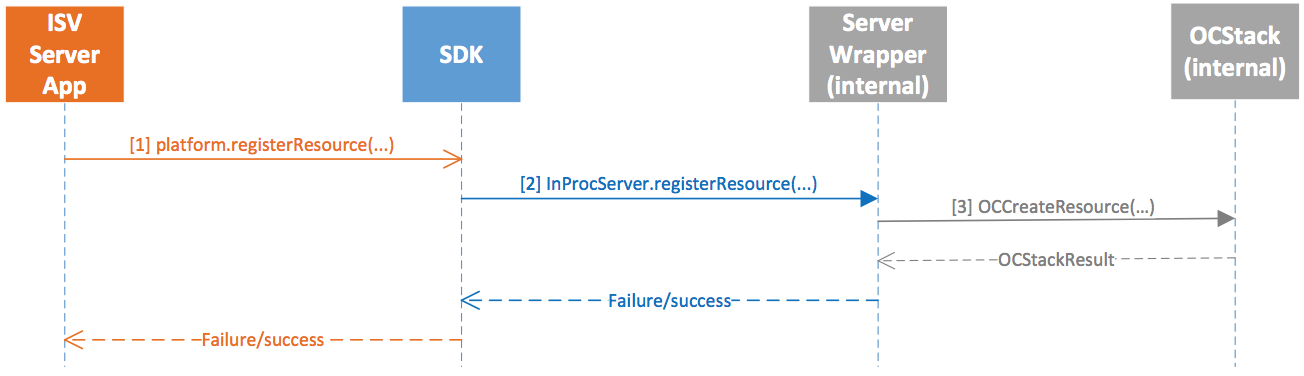 ISV
Server
App
SDK
Server
Wrapper
(internal)
OCStack
(internal)
[1] platform.registerResource(...)
[2] InProcServer.registerResource(...)
[3] OCCreateResource(...)
OCStackResult
Failure/success
Failure/success